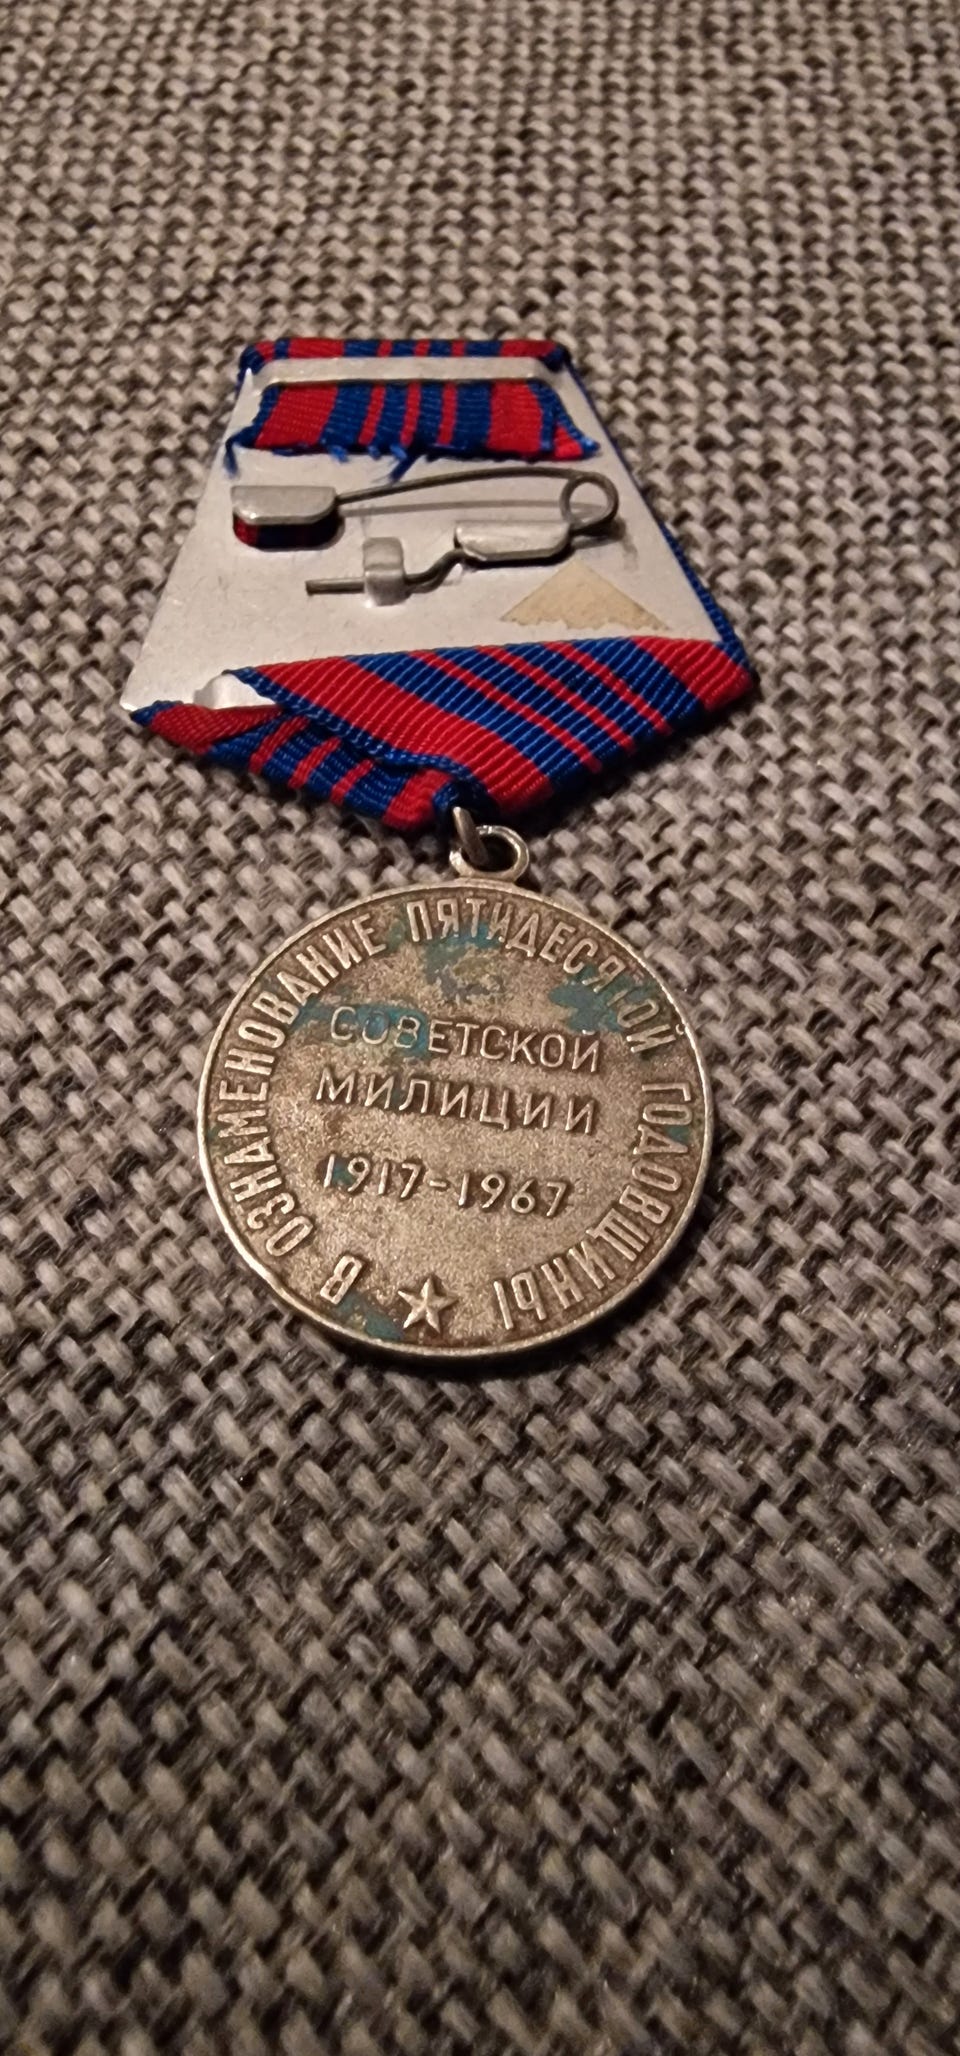 В ОЗНАМЕНОВАНИЕ ПЯТИДЕСЯТОЙ ГОДОВЩИНЫ
СОВЕТСКОЙ
МИЛИЦИИ
1917-1967